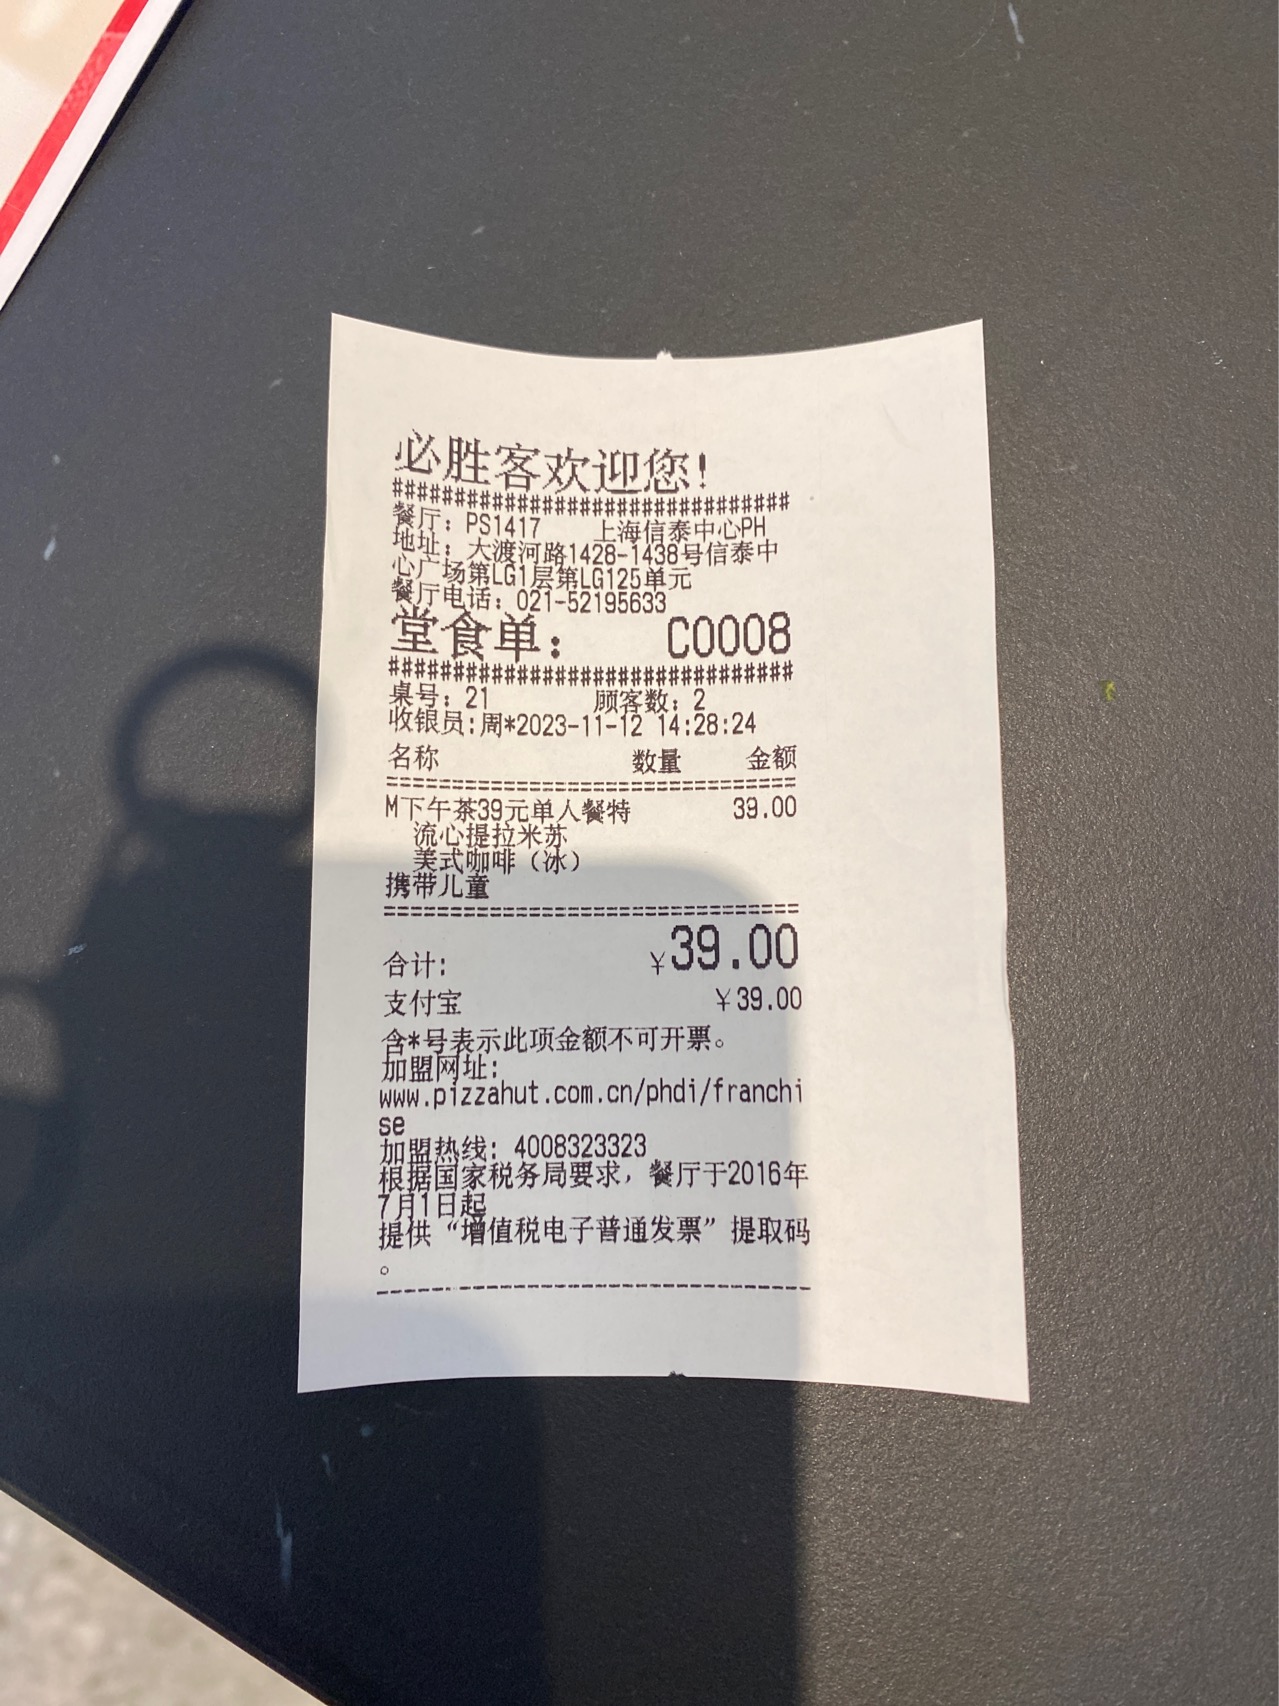 必胜客欢迎您!
################################
餐厅: PS1417 上海信泰中心PH
地址: 大渡河路1428-1438号信泰中
心广场第LG1层第LG125单元
餐厅电话: 021-52195633
堂食单: C0008
################################
桌号: 21 顾客数: 2
收银员:周*2023-11-12 14:28:24
名称 数量 金额
================================
M下午茶39元单人餐特 39.00
流心提拉米苏
美式咖啡（冰）
携带儿童
================================
合计: ¥39.00
支付宝 ¥39.00
含*号表示此项金额不可开票。
加盟网址:
www.pizzahut.com.cn/phdi/franchi
se
加盟热线: 4008323323
根据国家税务局要求，餐厅于2016年
7月1日起
提供“增值税电子普通发票”提取码
。
--------------------------------